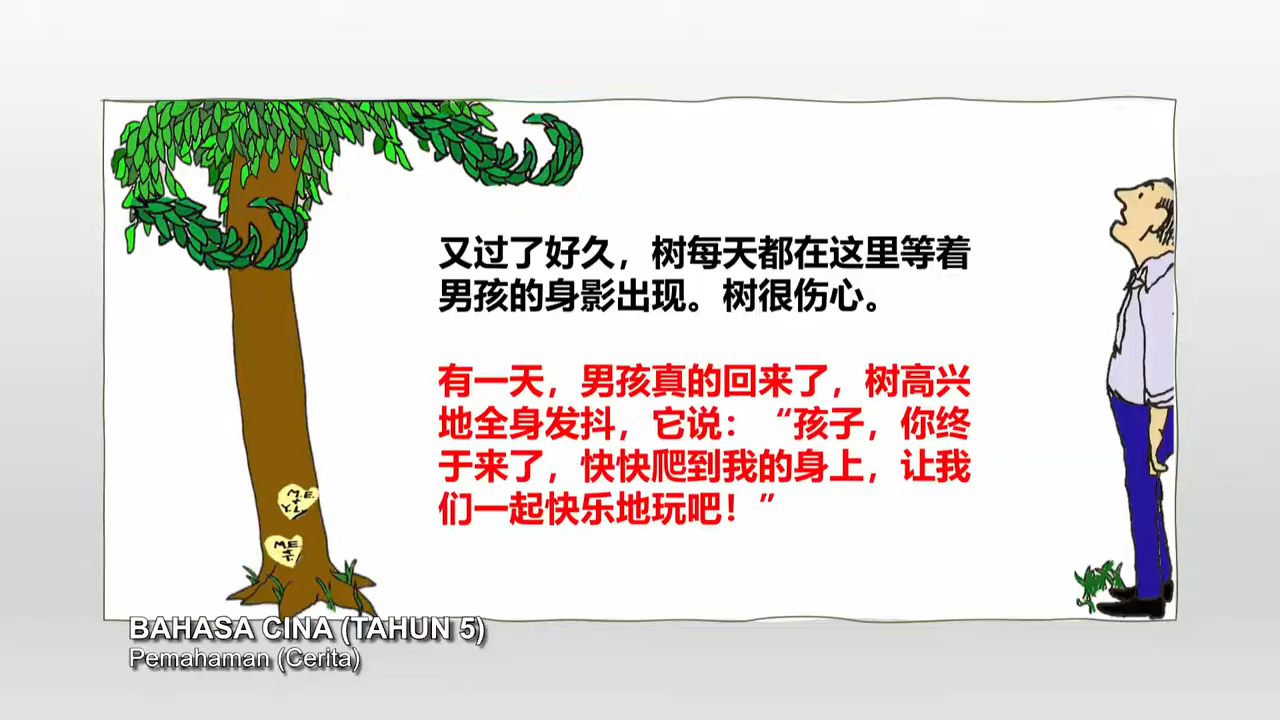 又过了好久，树每天都在这里等着
男孩的身影出现。树很伤心。
有一天，男孩真的回来了，树高兴
地全身发抖，它说：“孩子，你终
于来了，快快爬到我的身上，让我
们一起快乐地玩吧！”
M.E.
+
Y.L.
ME
+
BAHASA CINA (TAHUN 5)
Pemahaman (Cerita)